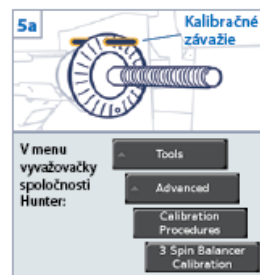 5a
Kalibračné
závažie
V menu
vyvažovačky
spoločnosti
Hunter:
Tools
Advanced
Calibration
Procedures
3 Spin Balancer
Calibration